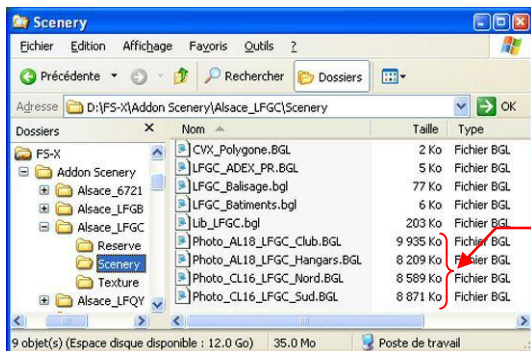 Scenery
Fichier Edition Affichage Favoris Outils ?
Précédente Rechercher Dossiers
Adresse D:\FS-X\Addon Scenery\Alsace_LFGC\Scenery OK
Dossiers × Nom Taille Type
FS-X
Addon Scenery
Alsace_6721
Alsace_LFGB
Alsace_LFGC
Reserve
Scenery
Texture
Alsace_LFQY
CVX_Polygone.BGL 2 Ko Fichier BGL
LFGC_ADEX_PR.BGL 5 Ko Fichier BGL
LFGC_Balisage.bgl 77 Ko Fichier BGL
LFGC_Batiments.bgl 6 Ko Fichier BGL
Lib_LFGC.bgl 203 Ko Fichier BGL
Photo_AL18_LFGC_Club.BGL 9 935 Ko Fichier BGL
Photo_AL18_LFGC_Hangars.BGL 8 209 Ko Fichier BGL
Photo_CL16_LFGC_Nord.BGL 8 589 Ko Fichier BGL
Photo_CL16_LFGC_Sud.BGL 8 871 Ko Fichier BGL
9 objet(s) (Espace disque disponible : 12.0 Go) 35.0 Mo Poste de travail